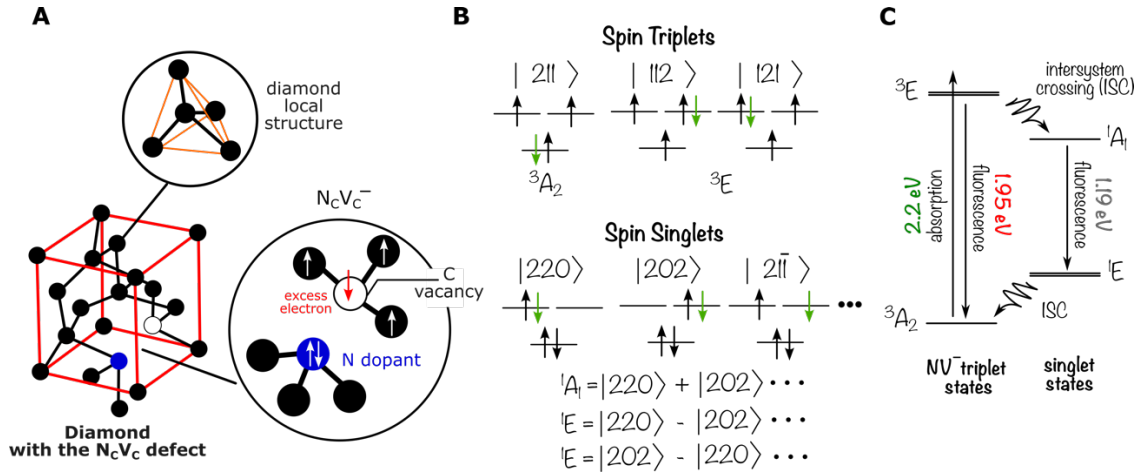 A
diamond
local
structure
NCVC−
C
vacancy
excess
electron
N dopant
Diamond
with the NCVC defect
B
Spin Triplets
| 211 ⟩
| 112 ⟩
| 121 ⟩
³A₂
³E
Spin Singlets
|220⟩
|202⟩
| 211̅⟩
•••
¹A₁ = |220⟩ + |202⟩ • • •
¹E = |220⟩ - |202⟩ • • •
¹E = |202⟩ - |220⟩ • • •
C
³E
intersystem
crossing (ISC)
¹A₁
2.2 eV
absorption
fluorescence
1.95 eV
fluorescence
1.19 eV
¹E
³A₂
ISC
NV− triplet
states
singlet
states